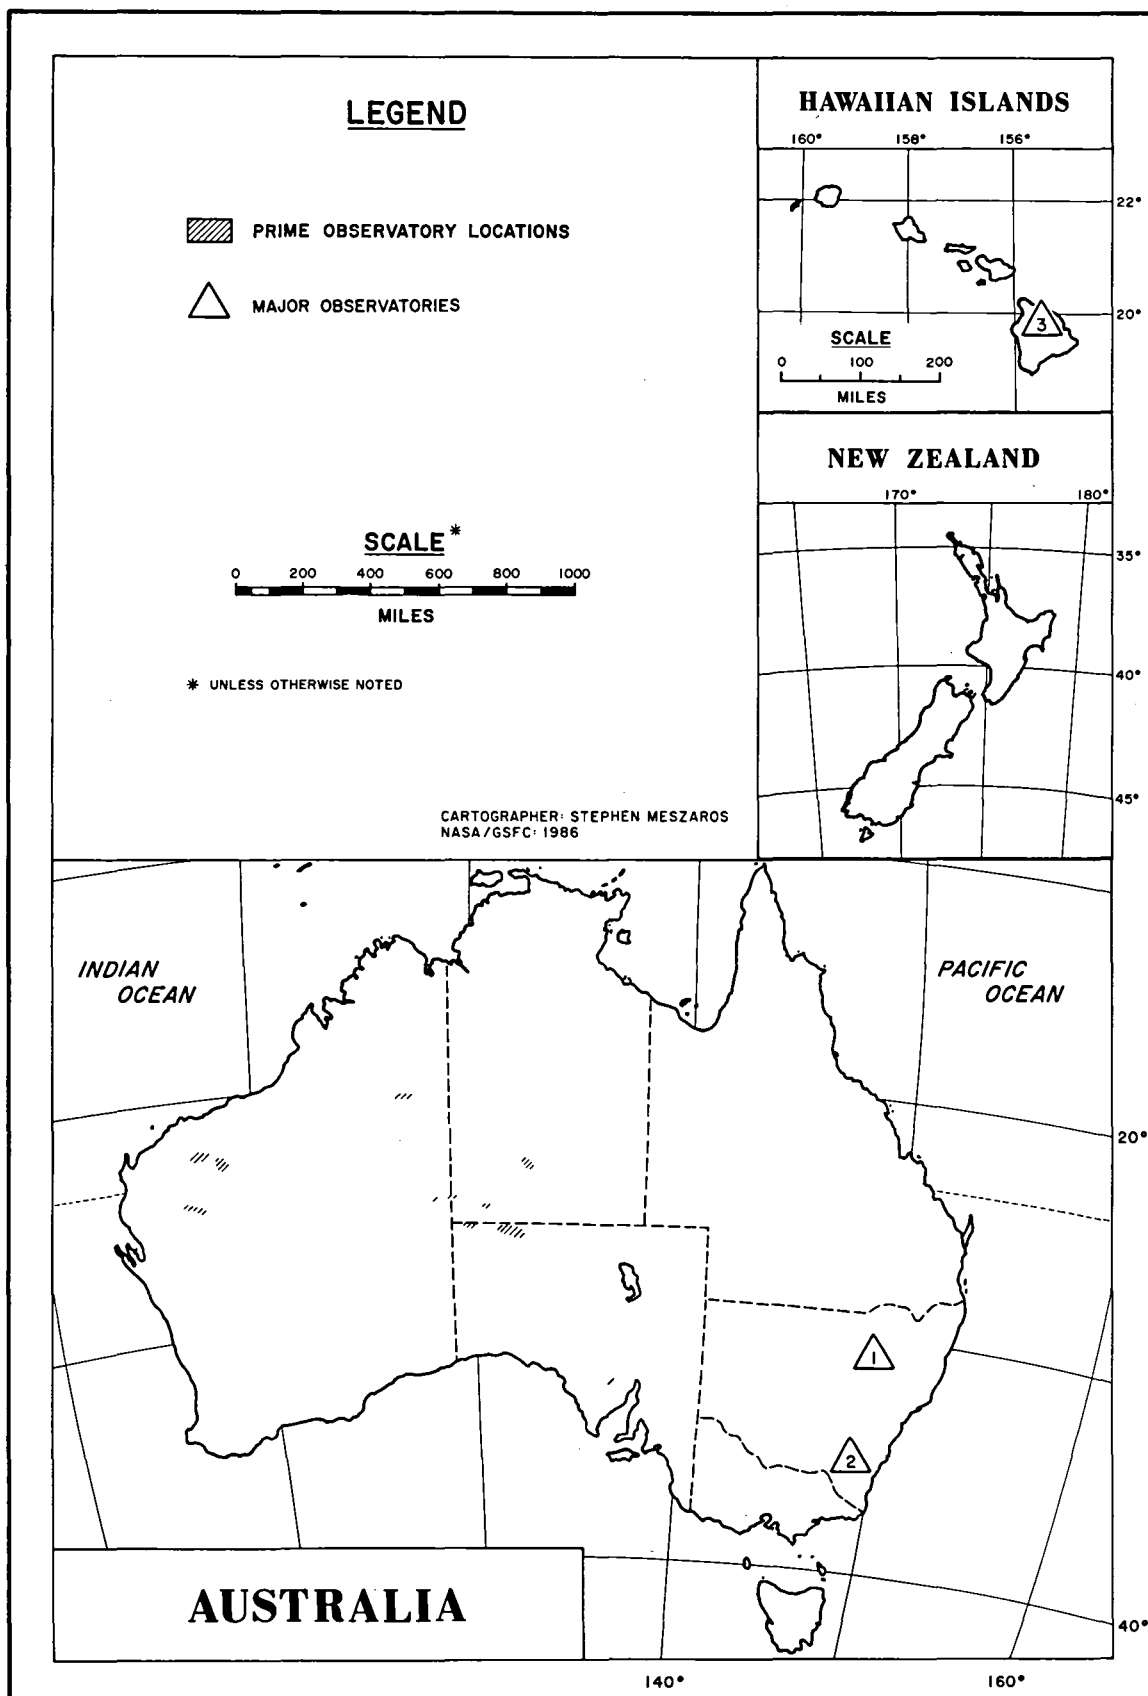 LEGEND
PRIME OBSERVATORY LOCATIONS
MAJOR OBSERVATORIES
SCALE*
0 200 400 600 800 1000
MILES
* UNLESS OTHERWISE NOTED
CARTOGRAPHER: STEPHEN MESZAROS
NASA/GSFC: 1986
HAWAIIAN ISLANDS
160° 158° 156°
22°
20°
3
SCALE
0 100 200
MILES
NEW ZEALAND
170° 180°
35°
40°
45°
INDIAN
OCEAN
PACIFIC
OCEAN
20°
1
2
AUSTRALIA
40°
140° 160°